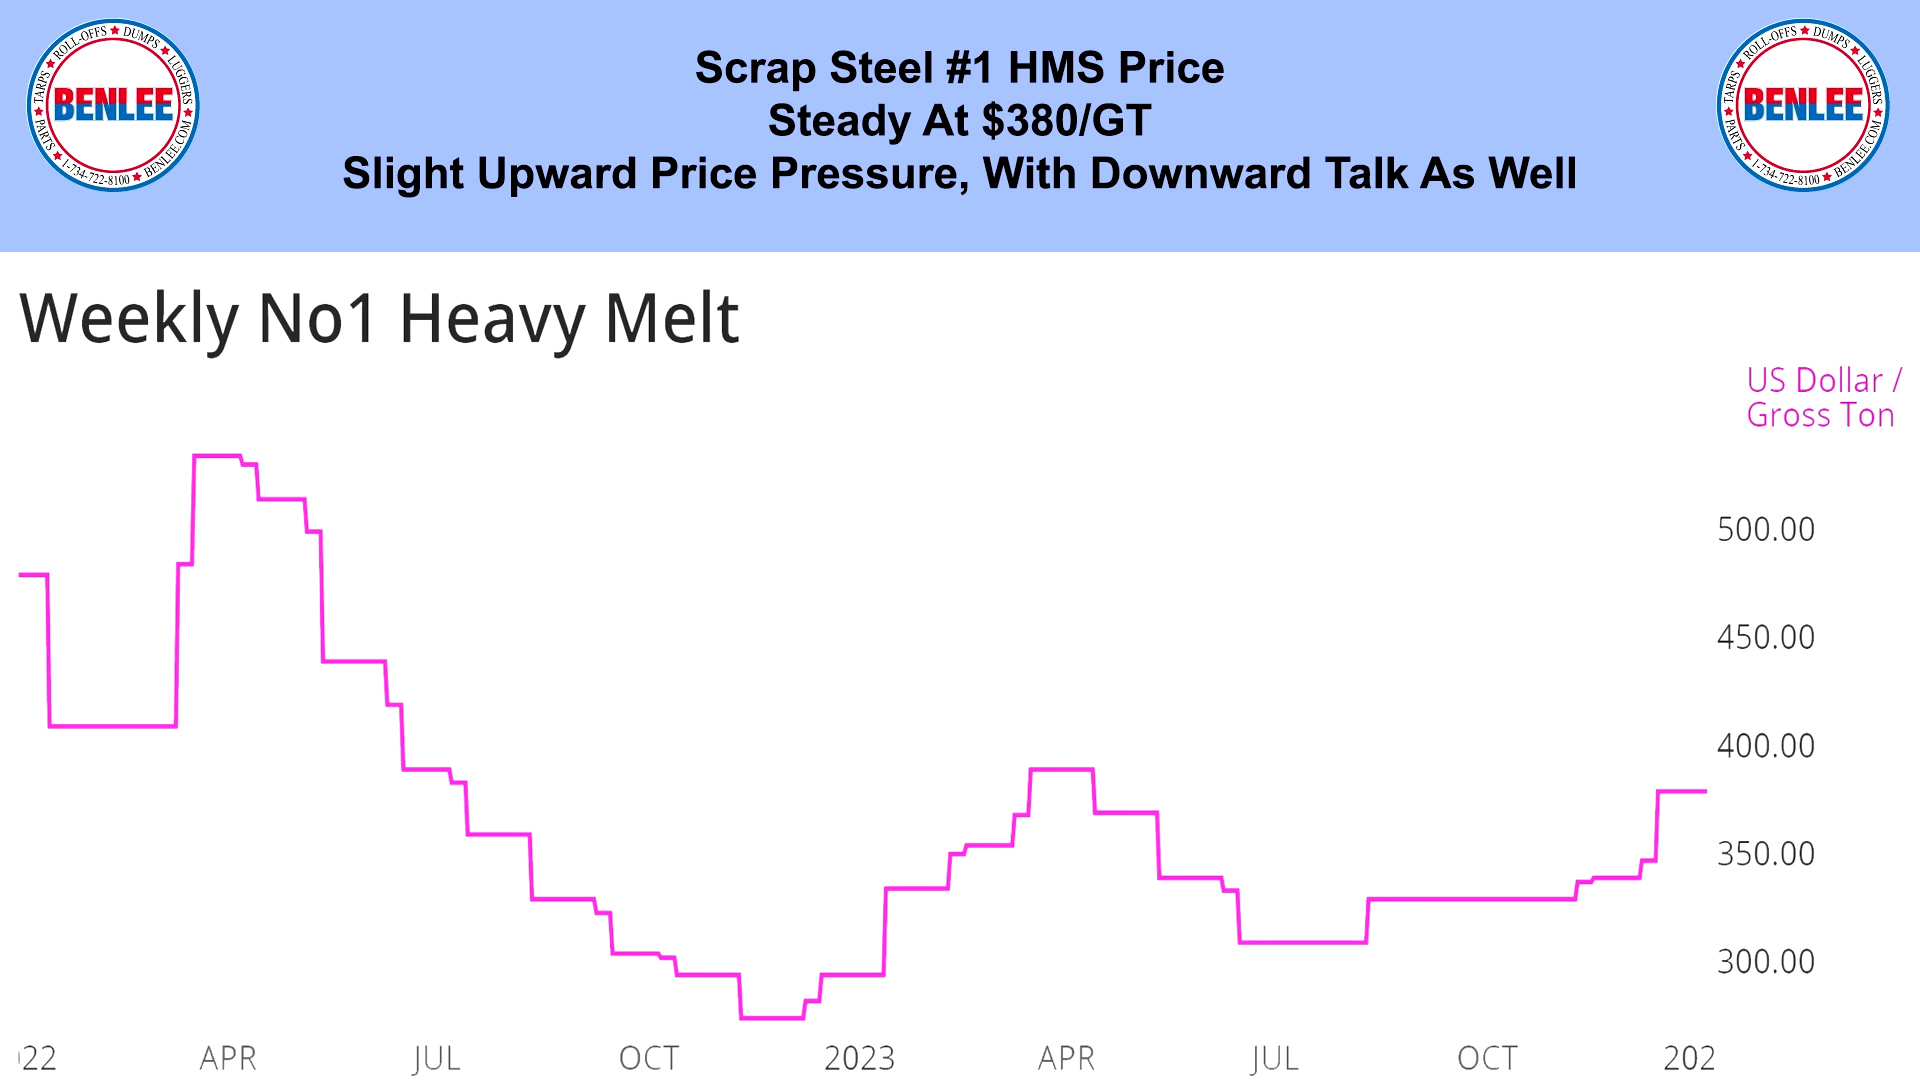 TARPS ★ ROLL-OFFS ★ DUMPS ★ LUGGERS ★
BENLEE
PARTS ★ 1-734-722-8100 ★ BENLEE.COM ★
Scrap Steel #1 HMS Price
Steady At $380/GT
Slight Upward Price Pressure, With Downward Talk As Well
TARPS ★ ROLL-OFFS ★ DUMPS ★ LUGGERS ★
BENLEE
PARTS ★ 1-734-722-8100 ★ BENLEE.COM ★
Weekly No1 Heavy Melt
US Dollar /
Gross Ton
500.00
450.00
400.00
350.00
300.00
22 APR JUL OCT 2023 APR JUL OCT 202